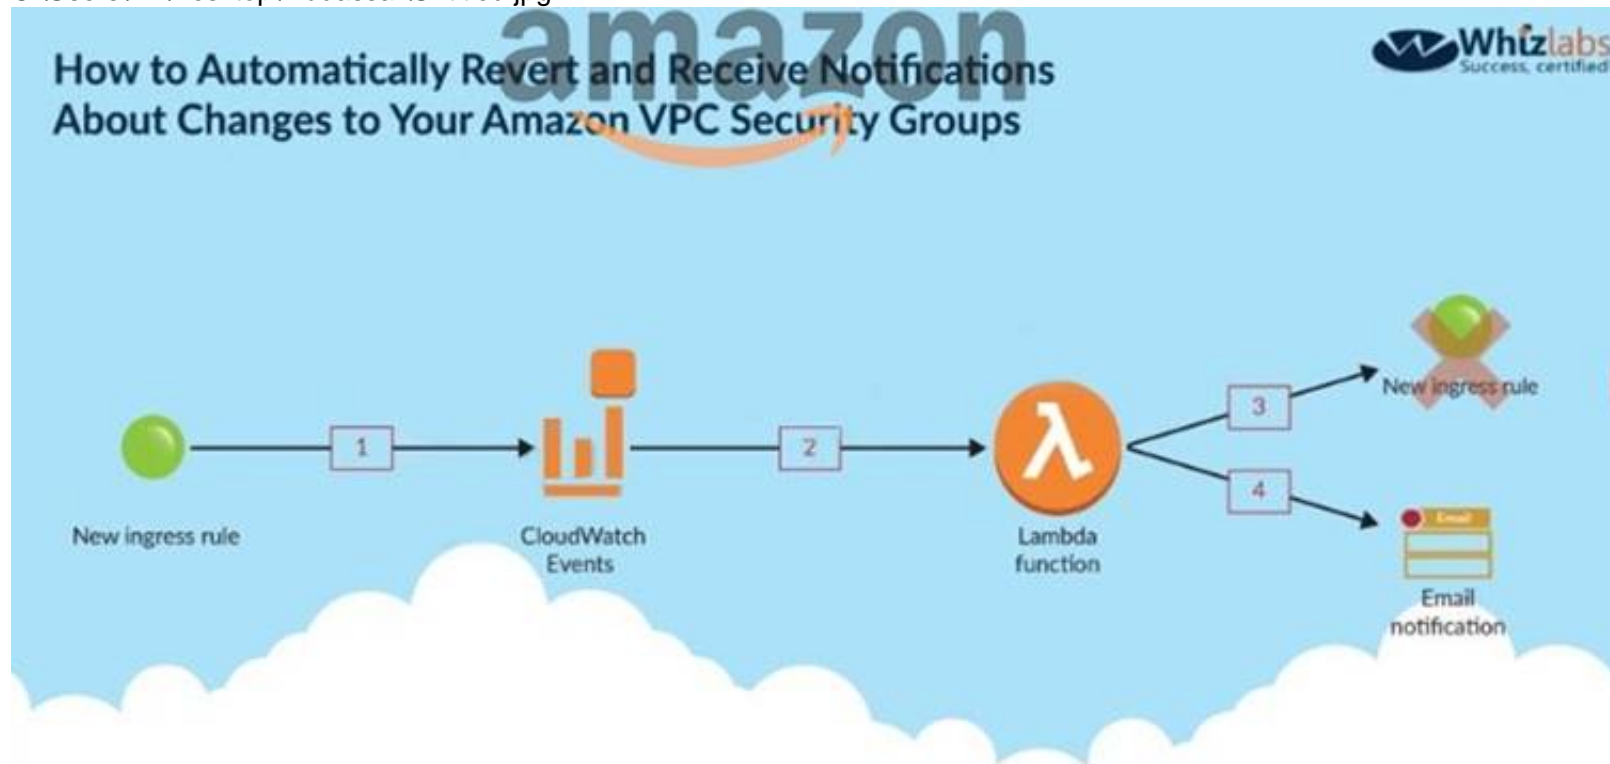 amazon
How to Automatically Revert and Receive Notifications
About Changes to Your Amazon VPC Security Groups
Whizlabs
Success, certified
1
2
3
4
New ingress rule
CloudWatch
Events
Lambda
function
New ingress rule
Email
Email
notification